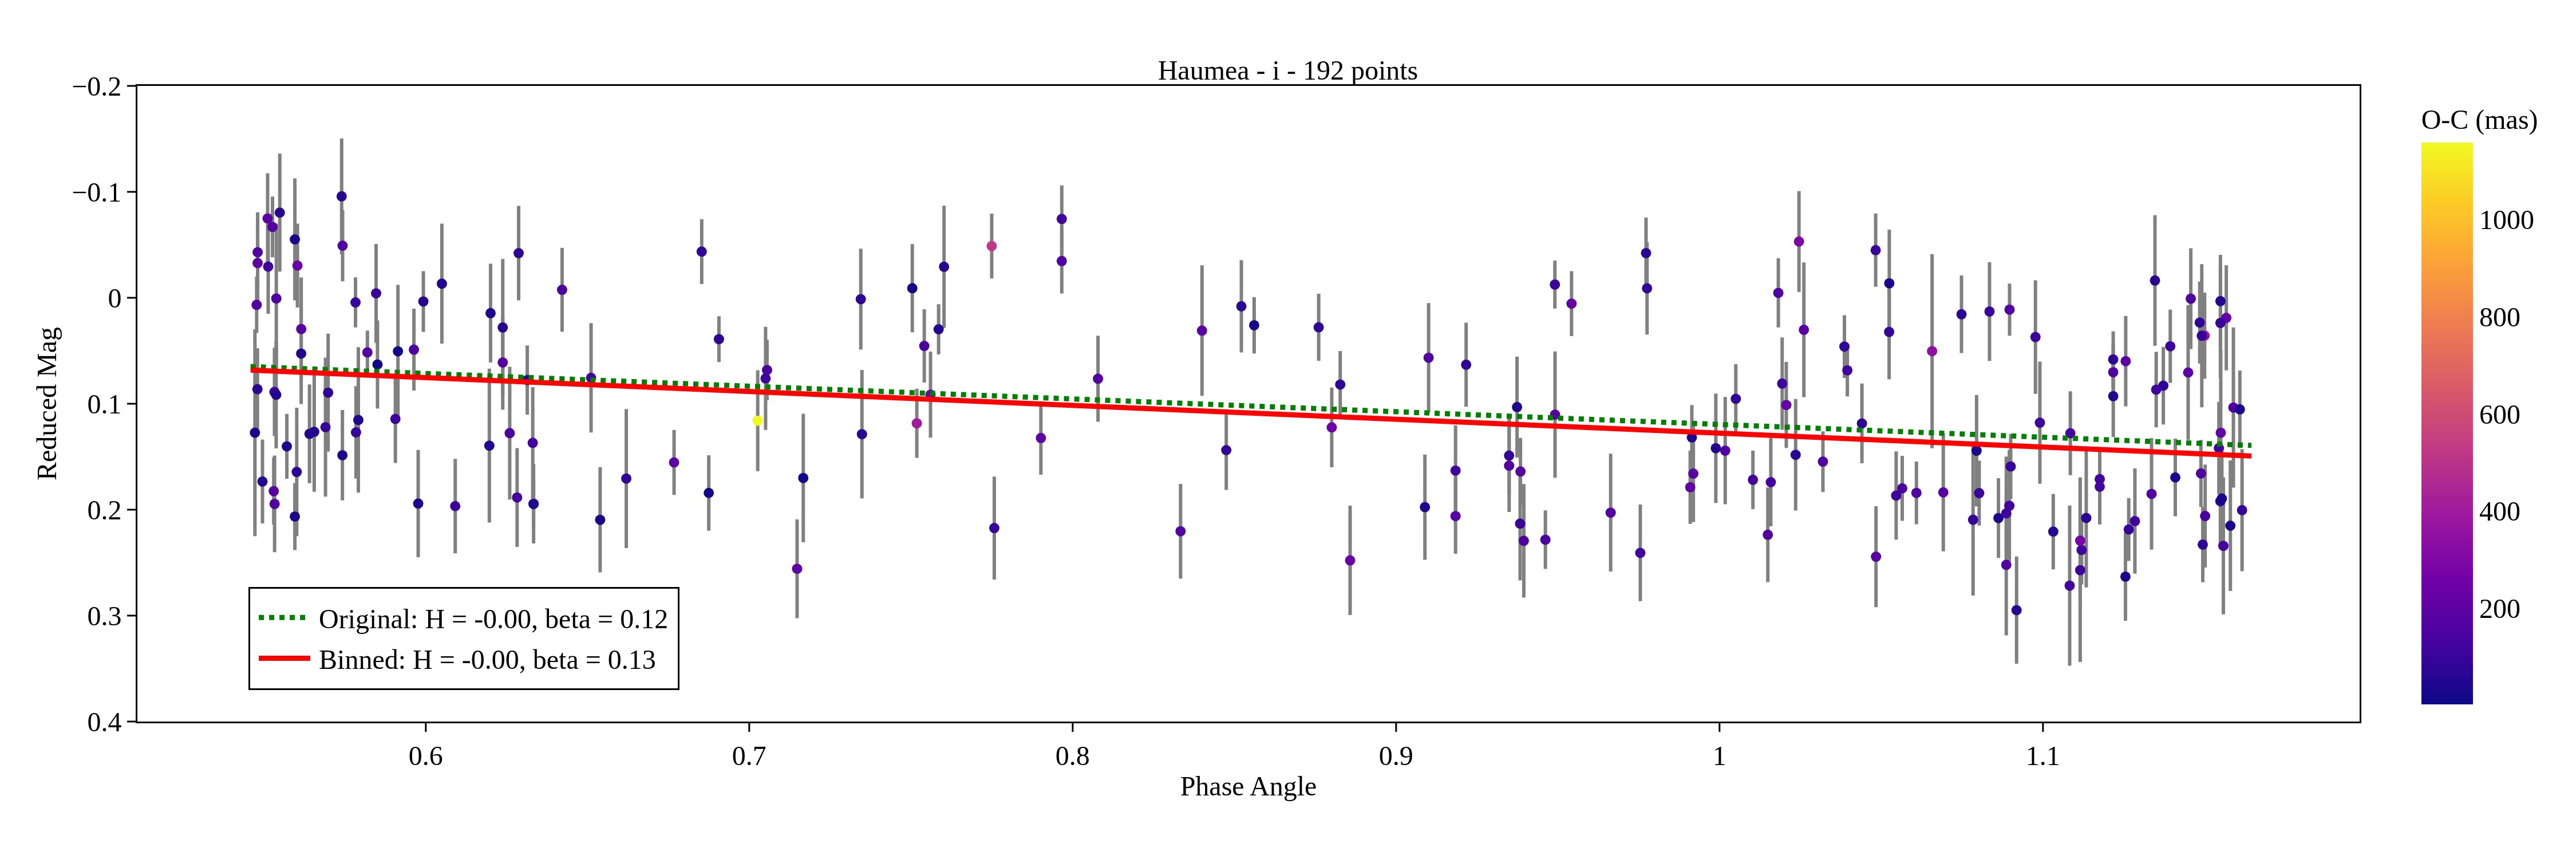 Haumea - i - 192 points
−0.2
−0.1
0
0.1
0.2
0.3
0.4
Reduced Mag
Original: H = -0.00, beta = 0.12
Binned: H = -0.00, beta = 0.13
0.6 0.7 0.8 0.9 1 1.1
Phase Angle
O-C (mas)
1000
800
600
400
200